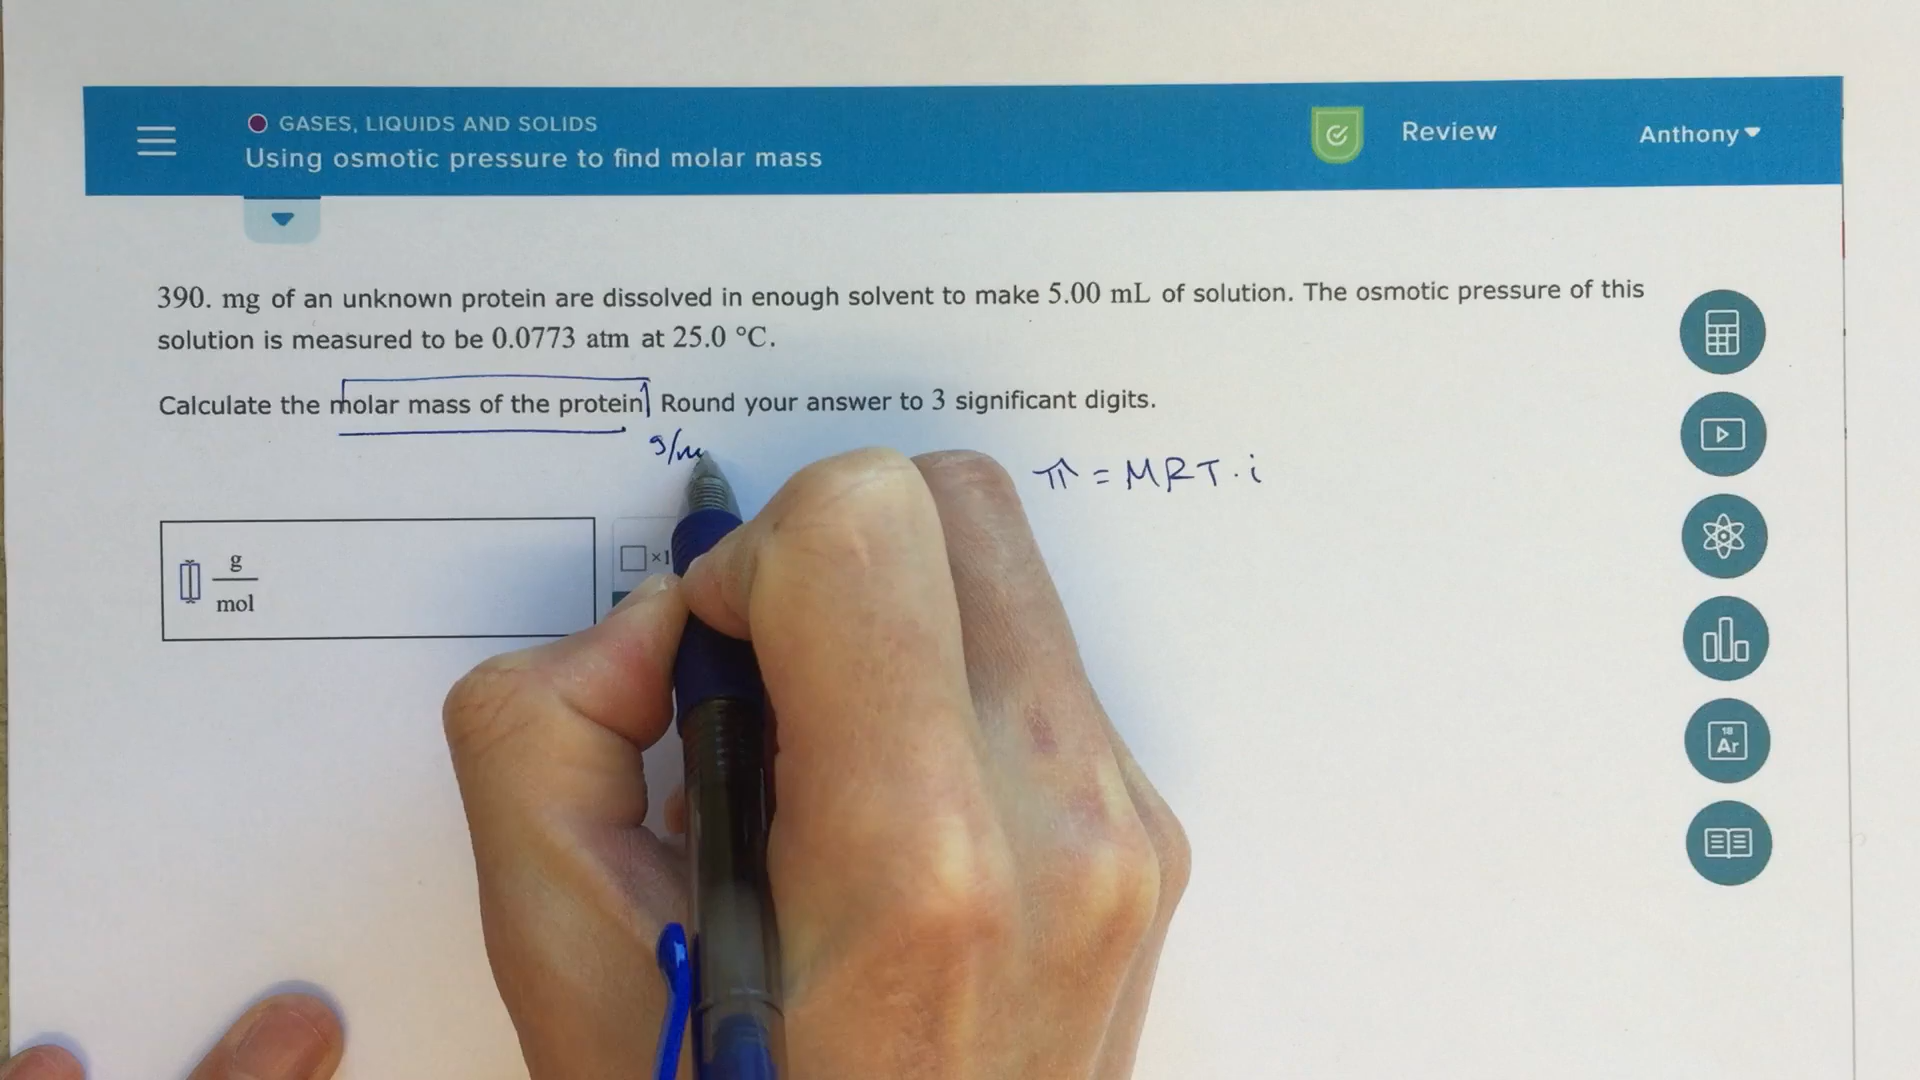 GASES, LIQUIDS AND SOLIDS
Using osmotic pressure to find molar mass
Review
Anthony
390. mg of an unknown protein are dissolved in enough solvent to make 5.00 mL of solution. The osmotic pressure of this
solution is measured to be 0.0773 atm at 25.0 °C.
Calculate the molar mass of the protein. Round your answer to 3 significant digits.
g/m
π = MRT · i
g
mol
×1
18
Ar